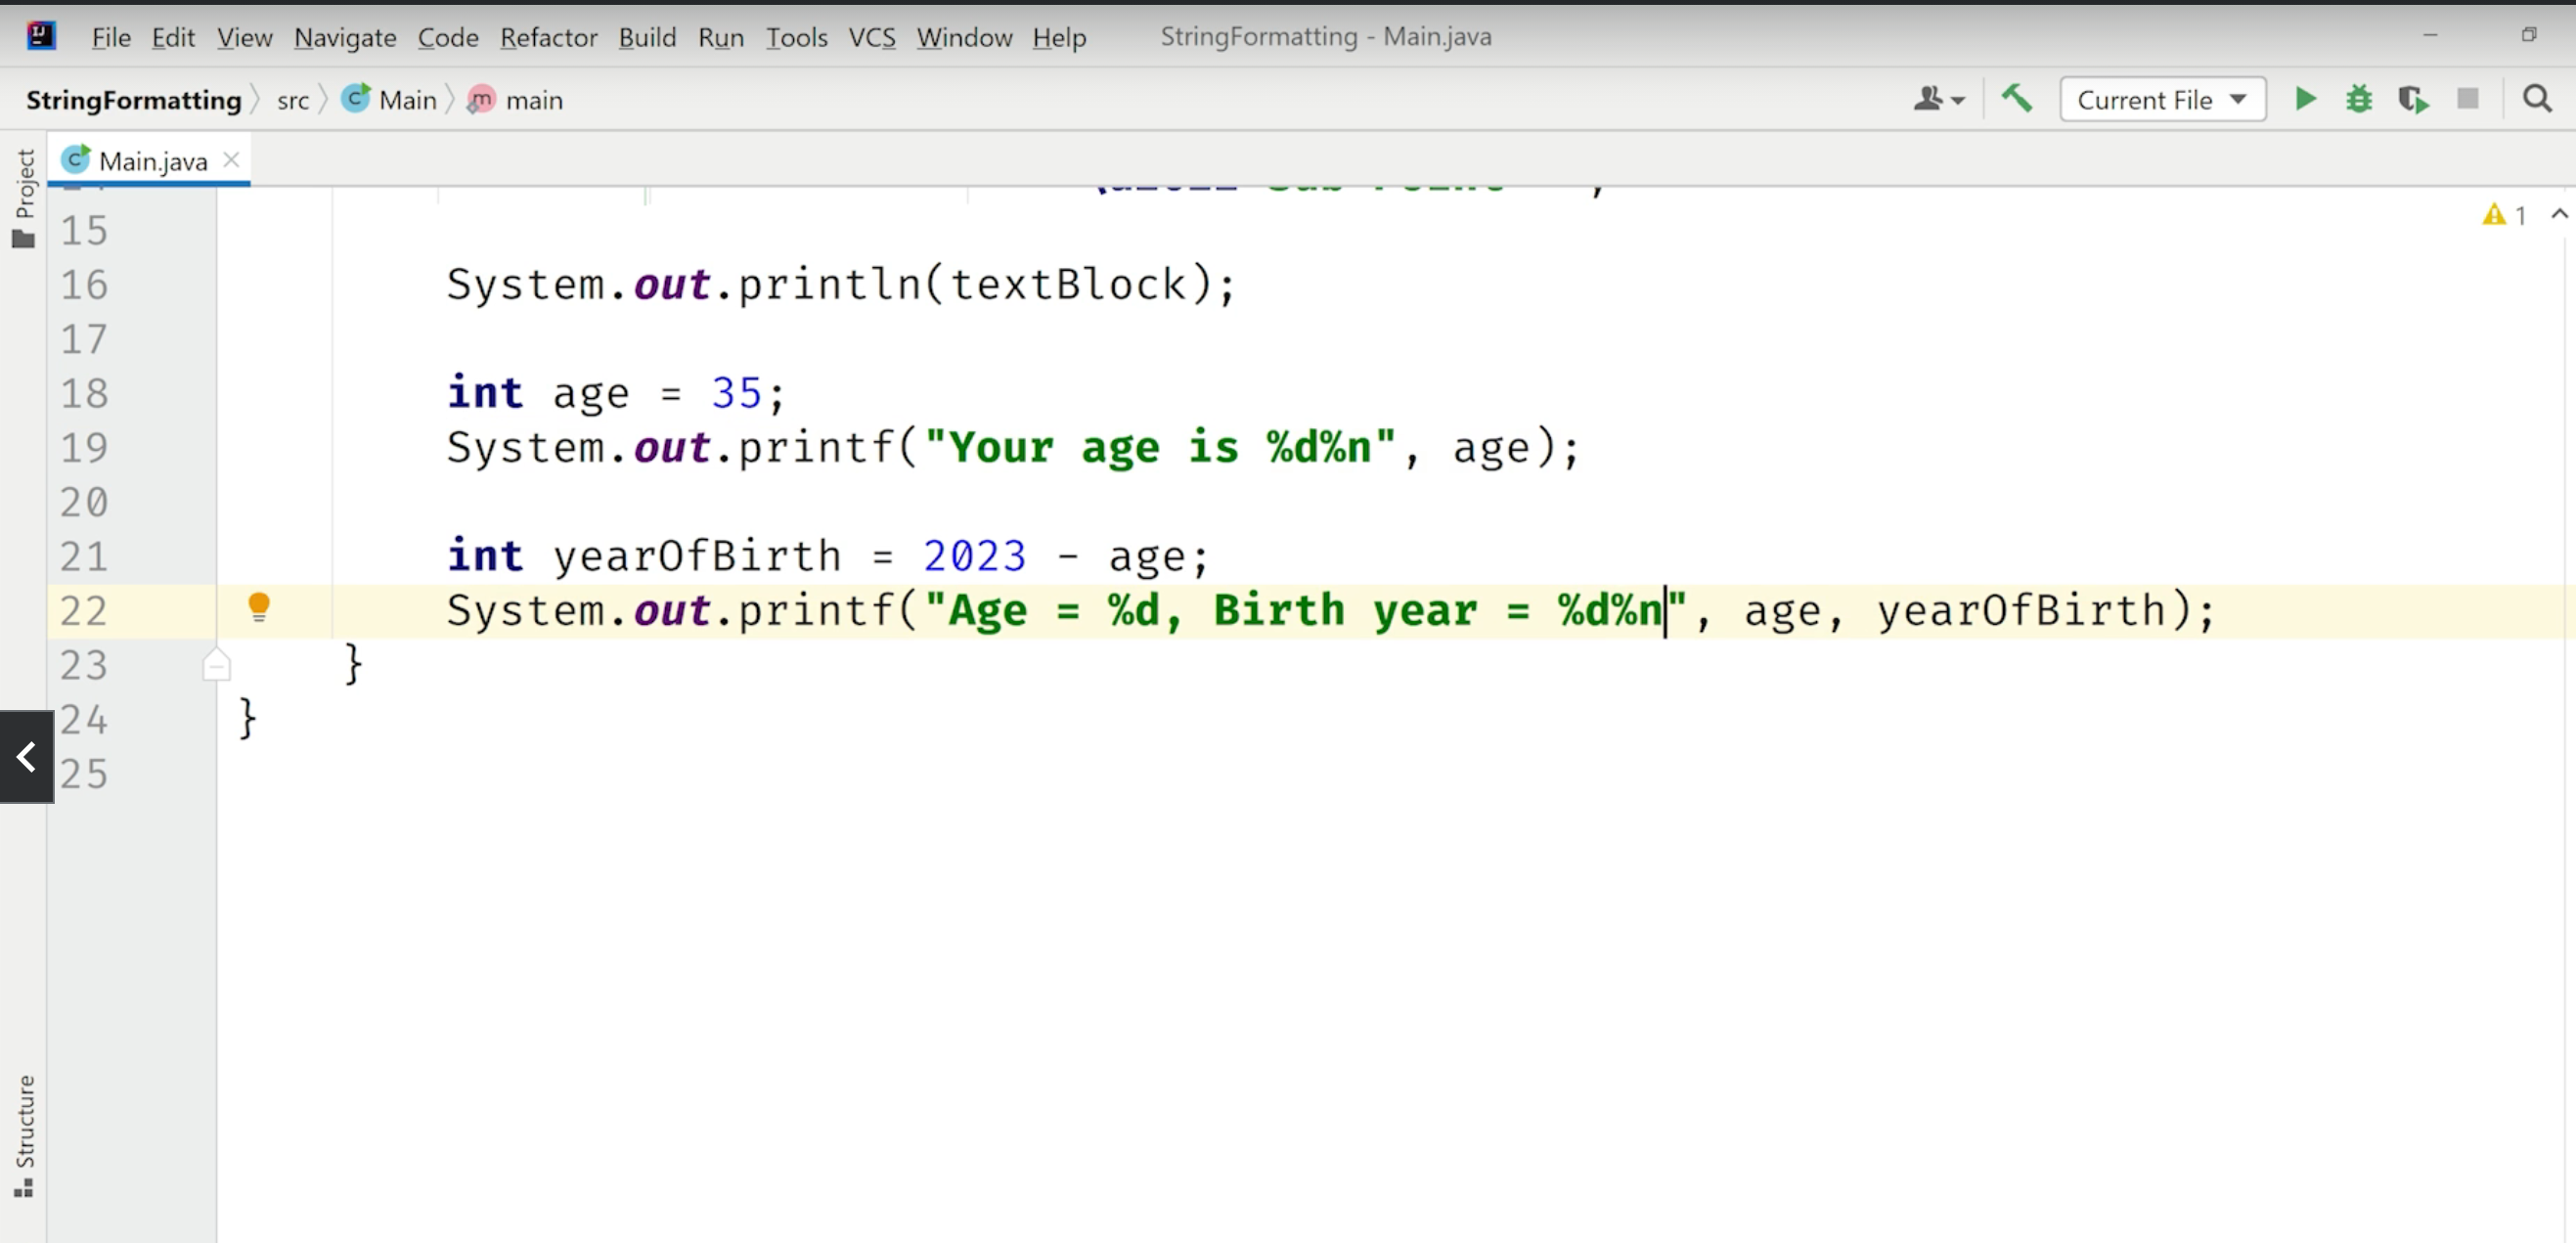 File Edit View Navigate Code Refactor Build Run Tools VCS Window Help StringFormatting - Main.java
StringFormatting src Main main Current File
Project
Main.java
15
1
16 System.out.println(textBlock);
17
18 int age = 35;
19 System.out.printf("Your age is %d%n", age);
20
21 int yearOfBirth = 2023 - age;
22 System.out.printf("Age = %d, Birth year = %d%n", age, yearOfBirth);
23 }
24 }
25
Structure